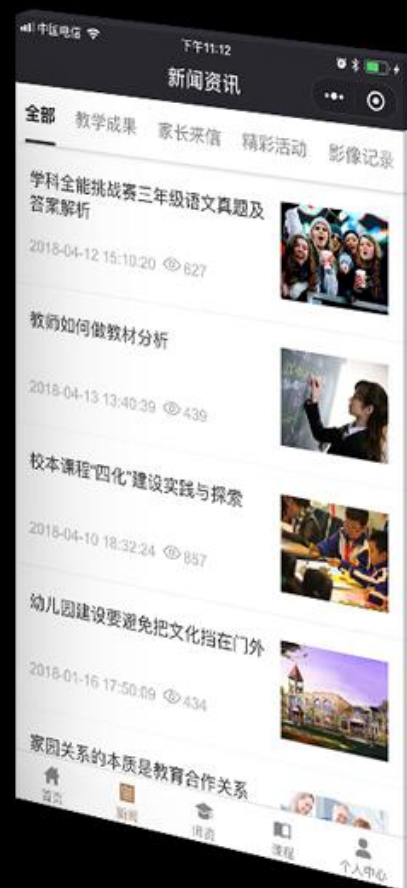 中国电信
下午11:12
新闻资讯
全部 教学成果 家长来信 精彩活动 影像记录
学科全能挑战赛三年级语文真题及
答案解析
2018-04-12 15:10:20 627
教师如何做教材分析
2018-04-13 13:40:39 439
校本课程“四化”建设实践与探索
2018-04-10 18:32:24 857
幼儿园建设要避免把文化挡在门外
2018-01-16 17:50:09 434
家园关系的本质是教育合作关系
首页 新闻 师资 课程 个人中心